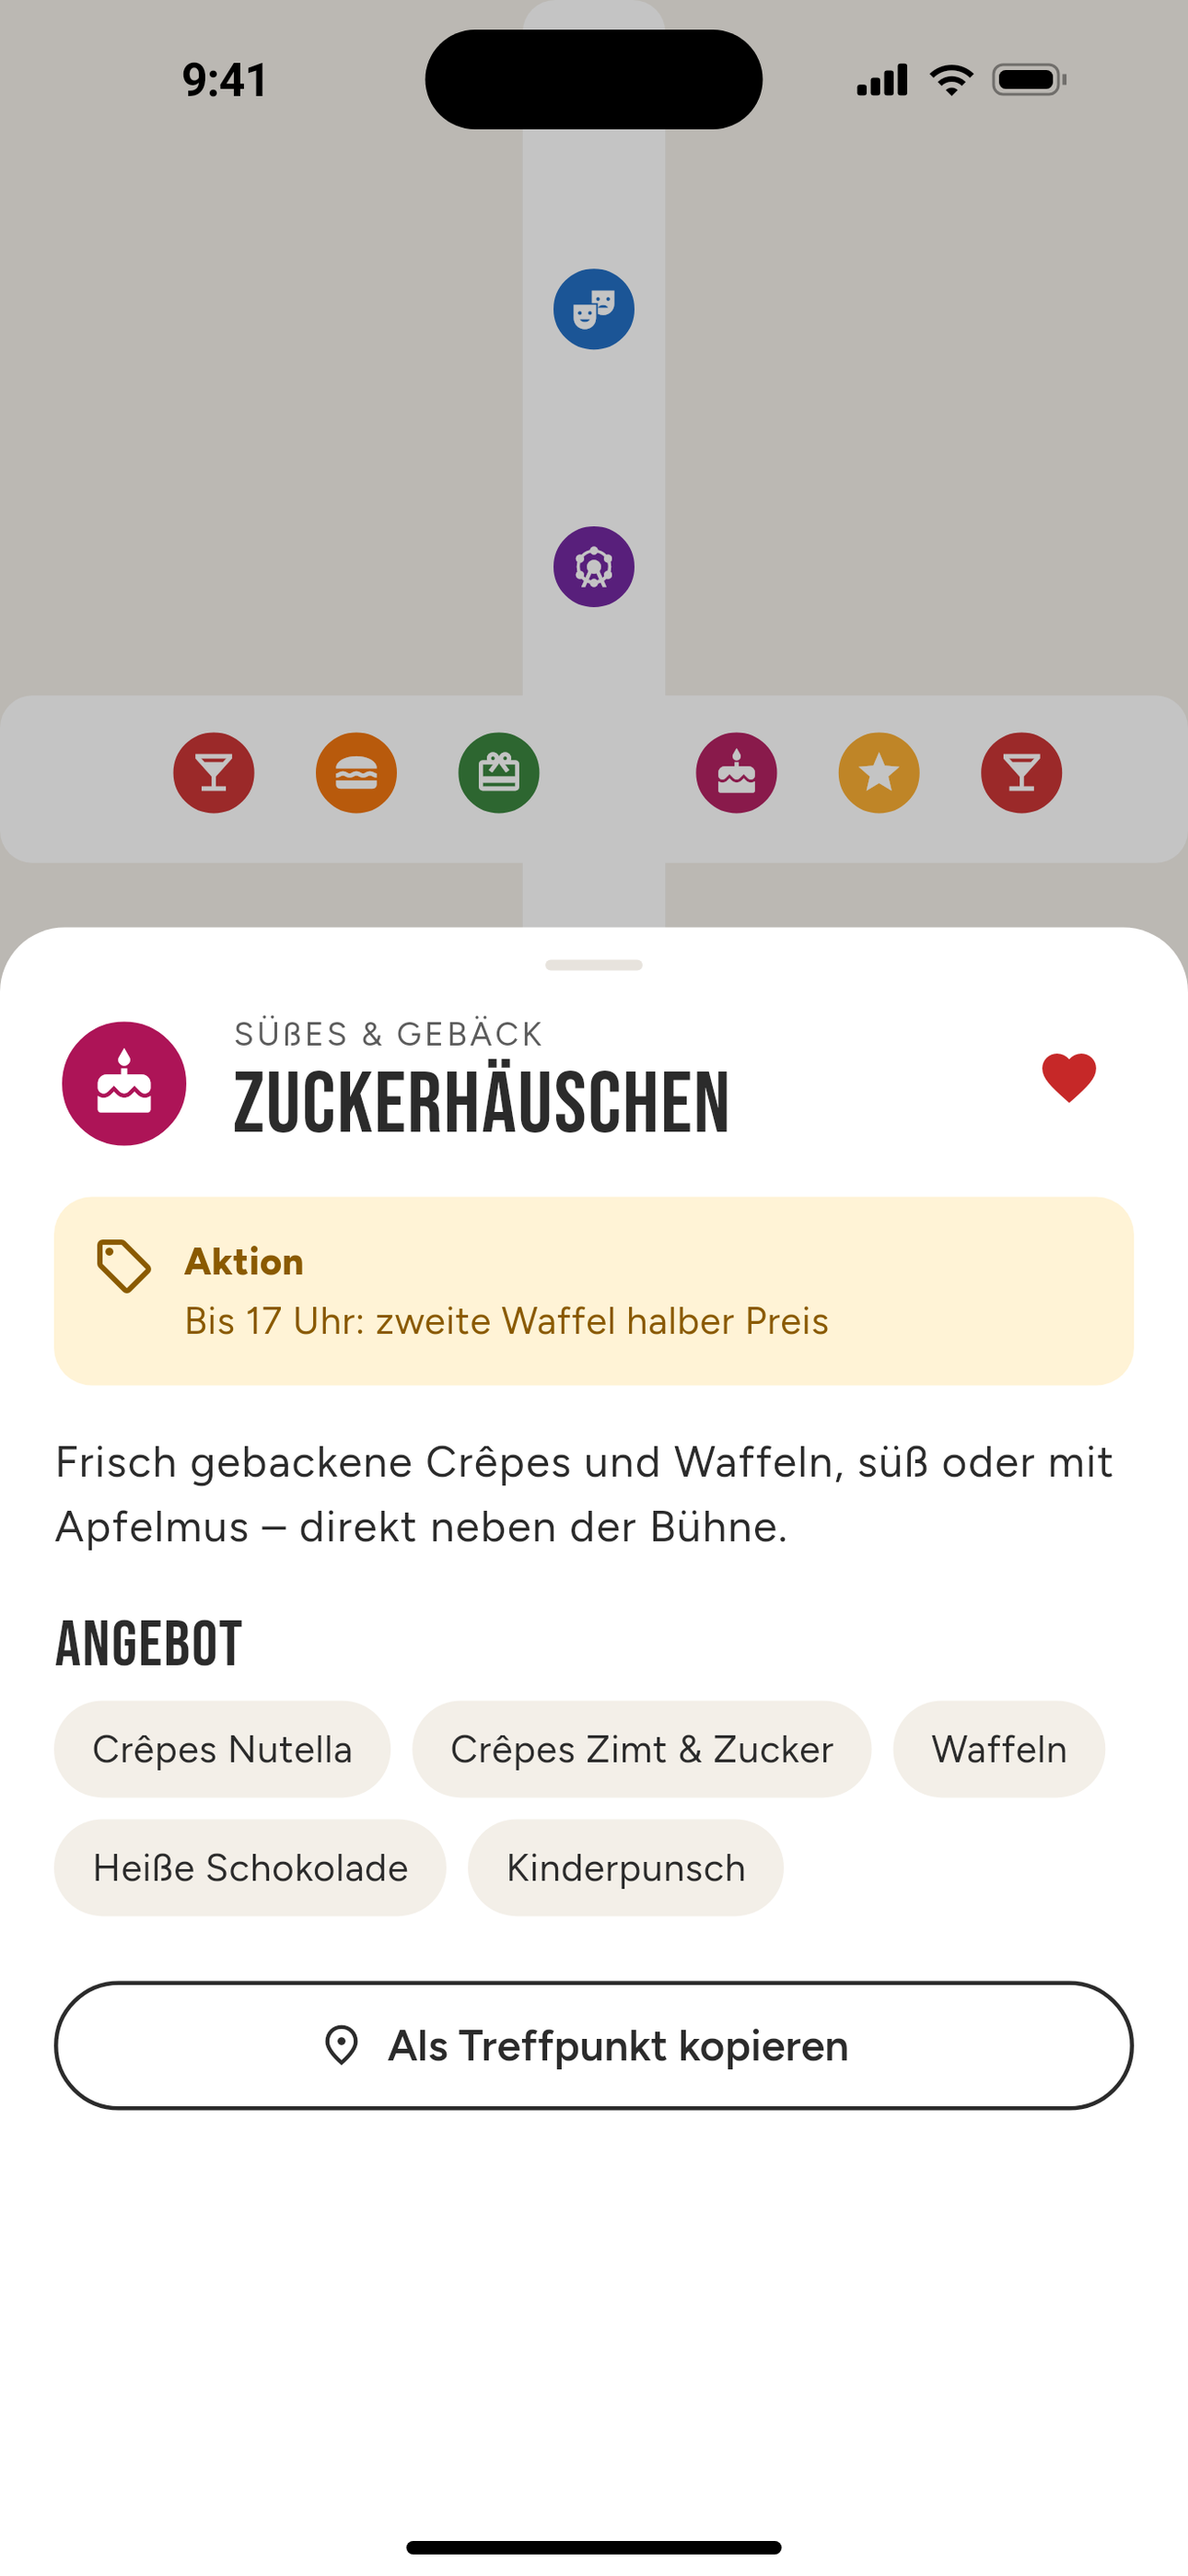 9:41
SÜßES & GEBÄCK
ZUCKERHÄUSCHEN
Aktion
Bis 17 Uhr: zweite Waffel halber Preis
Frisch gebackene Crêpes und Waffeln, süß oder mit
Apfelmus – direkt neben der Bühne.
ANGEBOT
Crêpes Nutella Crêpes Zimt & Zucker Waffeln
Heiße Schokolade Kinderpunsch
Als Treffpunkt kopieren